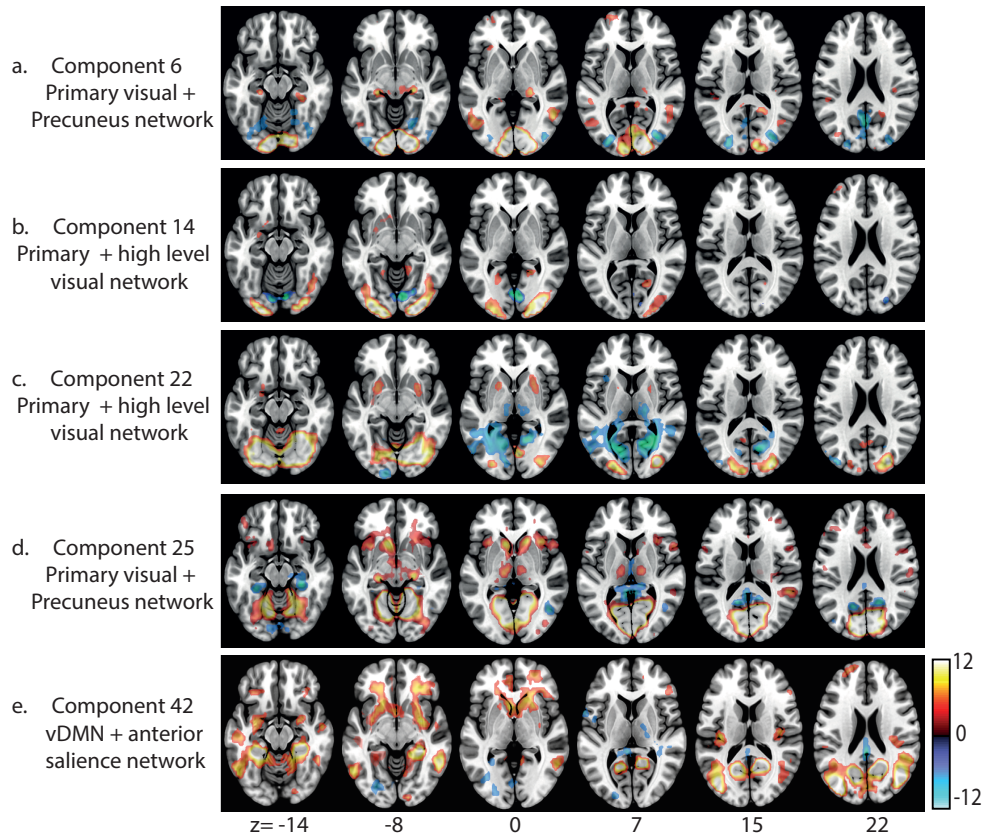 a. Component 6
Primary visual +
Precuneus network
b. Component 14
Primary + high level
visual network
c. Component 22
Primary + high level
visual network
d. Component 25
Primary visual +
Precuneus network
e. Component 42
vDMN + anterior
salience network
12
0
-12
z= -14 -8 0 7 15 22